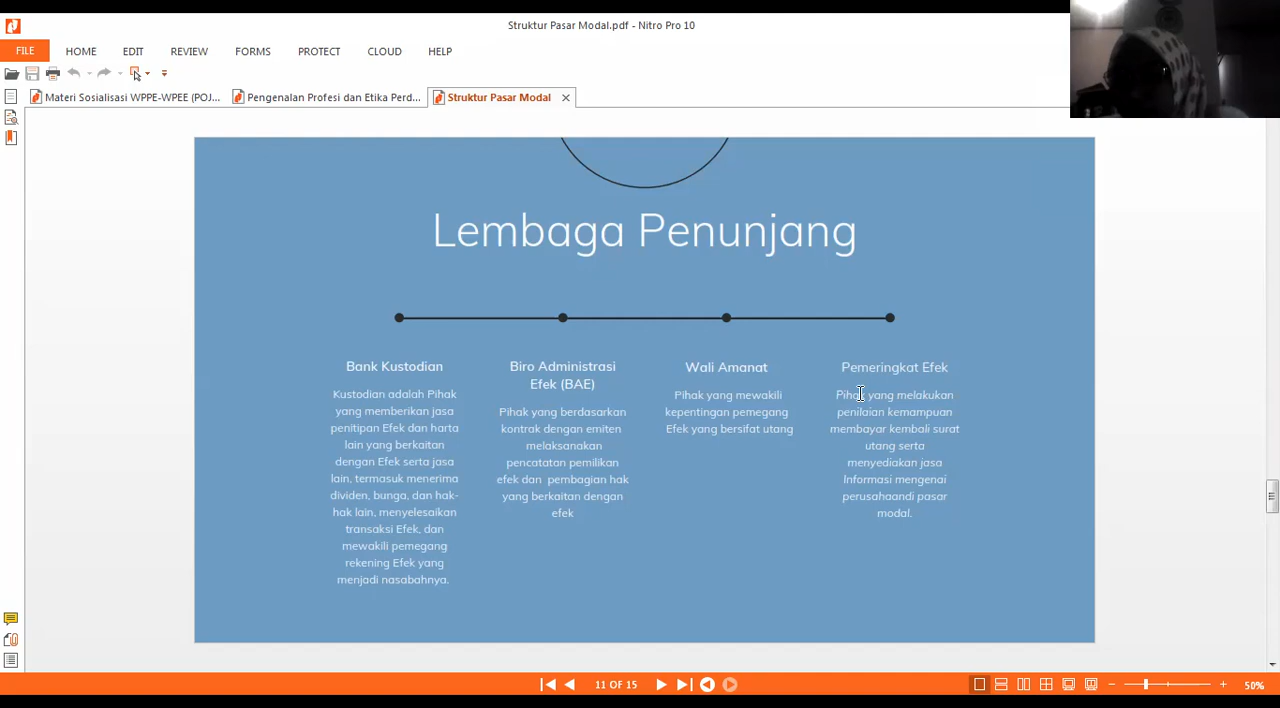 Struktur Pasar Modal.pdf - Nitro Pro 10
FILE HOME EDIT REVIEW FORMS PROTECT CLOUD HELP
Materi Sosialisasi WPPE-WPEE (POJ... Pengenalan Profesi dan Etika Perd... Struktur Pasar Modal
Lembaga Penunjang
Bank Kustodian
Kustodian adalah Pihak
yang memberikan jasa
penitipan Efek dan harta
lain yang berkaitan
dengan Efek serta jasa
lain, termasuk menerima
dividen, bunga, dan hak-
hak lain, menyelesaikan
transaksi Efek, dan
mewakili pemegang
rekening Efek yang
menjadi nasabahnya.
Biro Administrasi
Efek (BAE)
Pihak yang berdasarkan
kontrak dengan emiten
melaksanakan
pencatatan pemilikan
efek dan pembagian hak
yang berkaitan dengan
efek
Wali Amanat
Pihak yang mewakili
kepentingan pemegang
Efek yang bersifat utang
Pemeringkat Efek
Pihak yang melakukan
penilaian kemampuan
membayar kembali surat
utang serta
menyediakan jasa
Informasi mengenai
perusahaandi pasar
modal.
11 OF 15
50%